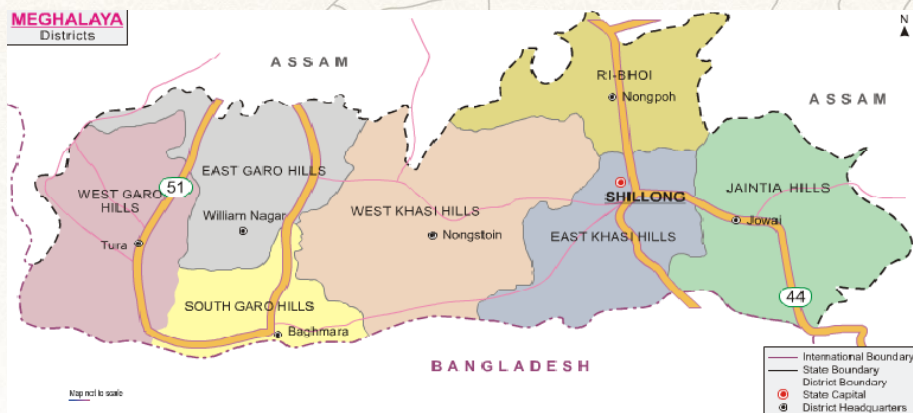 MEGHALAYA
Districts
N
ASSAM
RI-BHOI
Nongpoh
ASSAM
51
EAST GARO HILLS
WEST GARO
HILLS
SHILLONG
JAINTIA HILLS
William Nagar
WEST KHASI HILLS
Jowai
Tura
Nongstoin
EAST KHASI HILLS
44
SOUTH GARO HILLS
Baghmara
BANGLADESH
International Boundary
State Boundary
District Boundary
State Capital
District Headquarters
Map not to scale